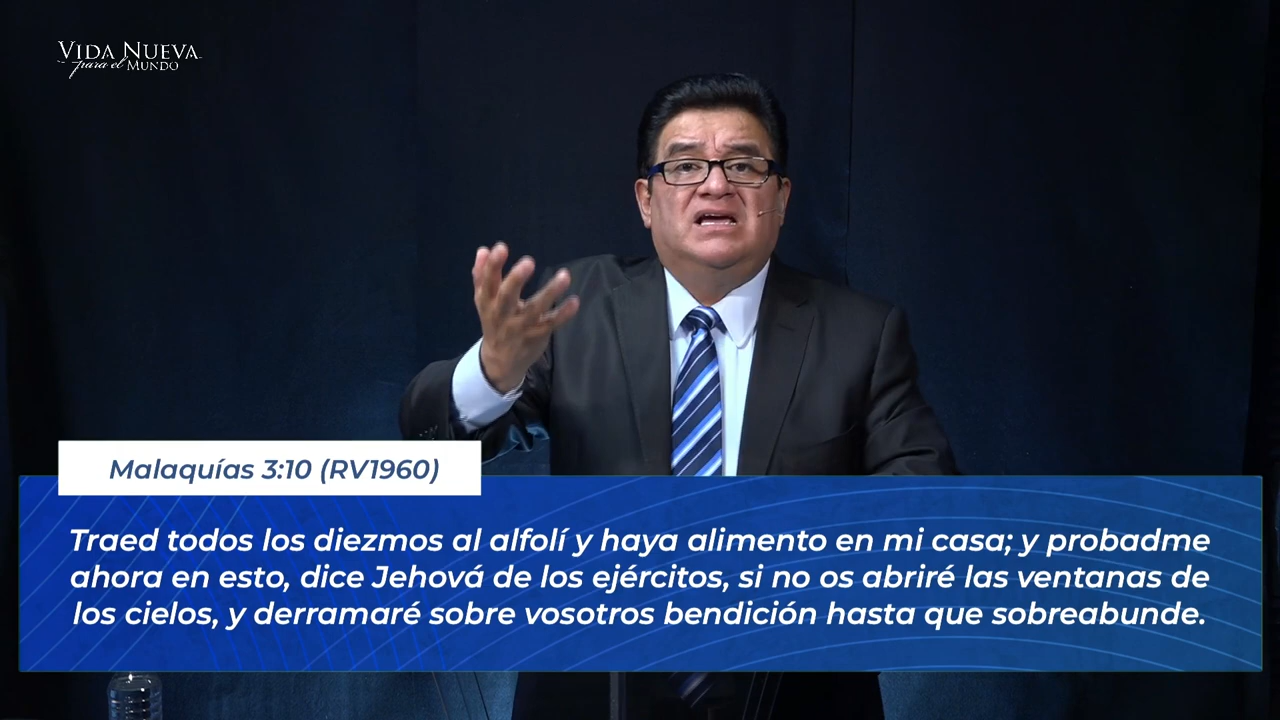 VIDA NUEVA
para el MUNDO
Malaquías 3:10 (RV1960)
Traed todos los diezmos al alfolí y haya alimento en mi casa; y probadme
ahora en esto, dice Jehová de los ejércitos, si no os abriré las ventanas de
los cielos, y derramaré sobre vosotros bendición hasta que sobreabunde.